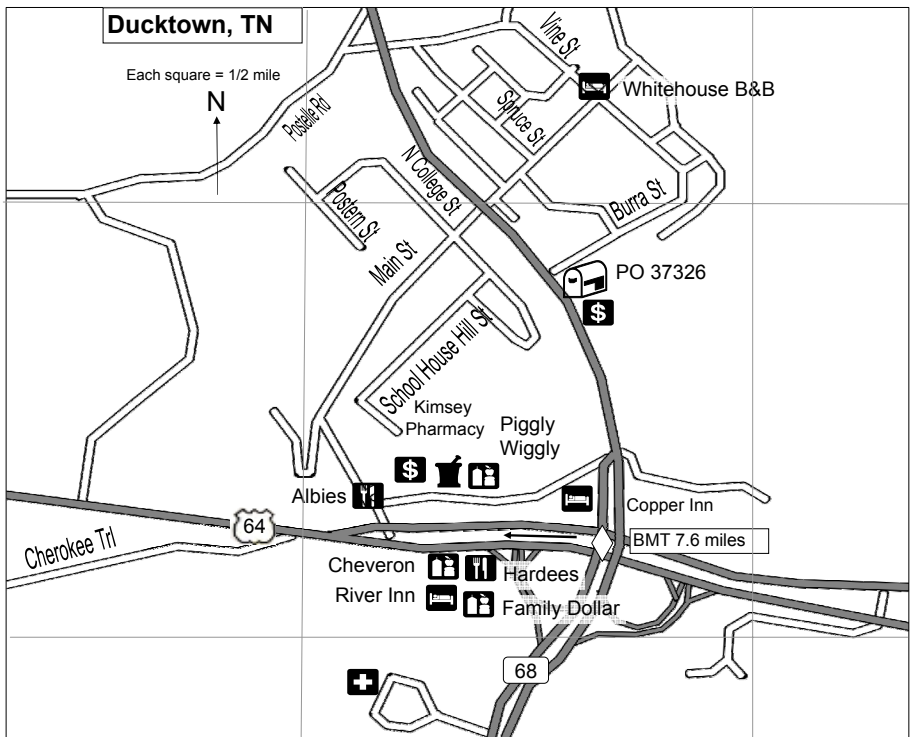 Ducktown, TN
Each square = 1/2 mile
N
Postelle Rd
Vine St
Whitehouse B&B
Spruce St
N College St
Burra St
Postern St
Main St
PO 37326
$
School House Hill St
Kimsey
Pharmacy
Piggly
Wiggly
$
Albies
Copper Inn
64
BMT 7.6 miles
Cherokee Trl
Cheveron
Hardees
River Inn
Family Dollar
68